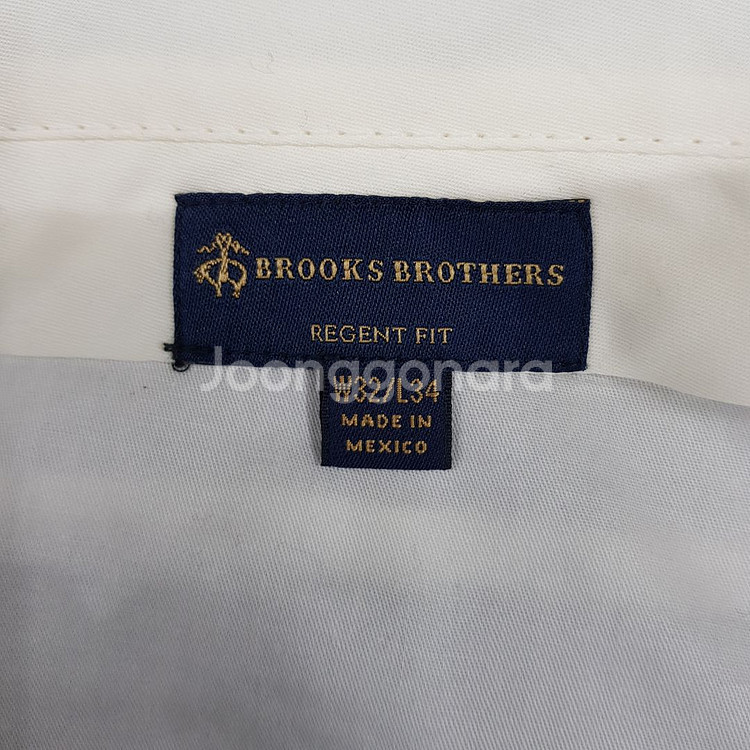 BROOKS BROTHERS
REGENT FIT
Joonggonara
W32/L34
MADE IN
MEXICO